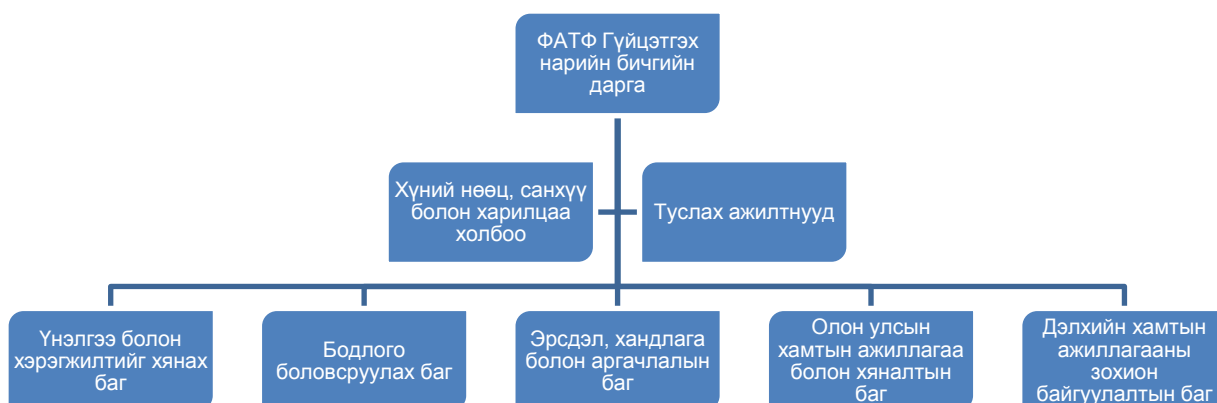 ФАТФ Гүйцэтгэх
нарийн бичгийн
дарга
Хүний нөөц, санхүү
болон харилцаа
холбоо
Туслах ажилтнууд
Үнэлгээ болон
хэрэгжилтийг хянах
баг
Бодлого
боловсруулах баг
Эрсдэл, хандлага
болон аргачлалын
баг
Олон улсын
хамтын ажиллагаа
болон хяналтын
баг
Дэлхийн хамтын
ажиллагааны
зохион
байгуулалтын баг